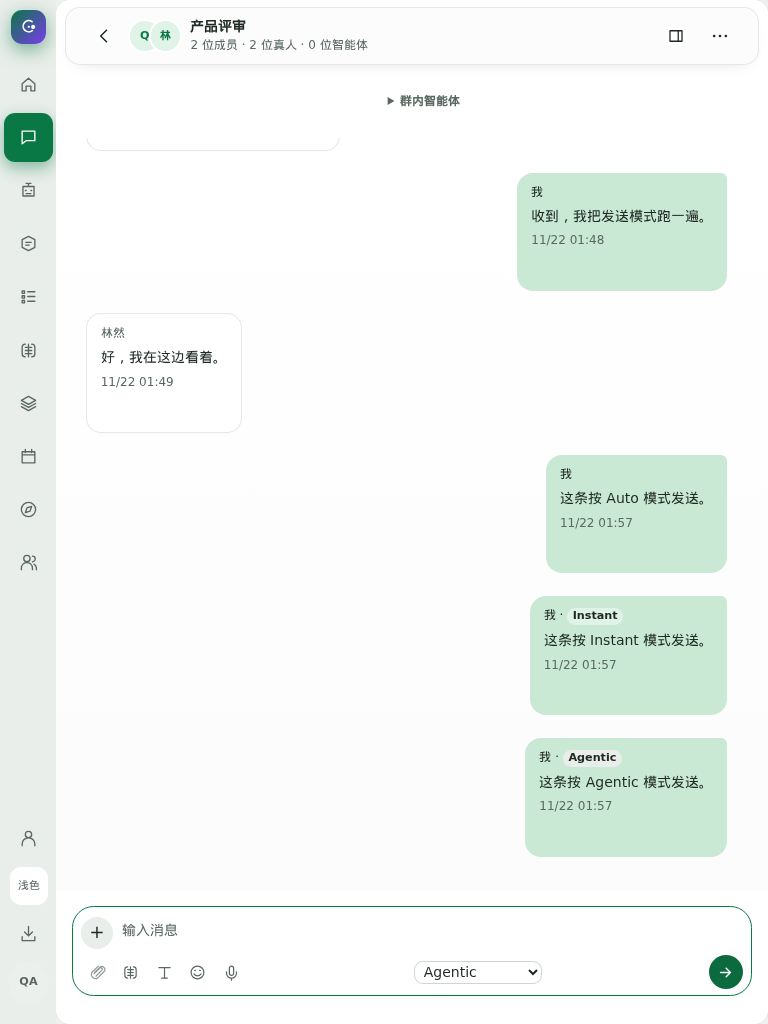 Q
林
产品评审
2 位成员 · 2 位真人 · 0 位智能体
▶ 群内智能体
我
收到，我把发送模式跑一遍。
11/22 01:48
林然
好，我在这边看着。
11/22 01:49
我
这条按 Auto 模式发送。
11/22 01:57
我 · Instant
这条按 Instant 模式发送。
11/22 01:57
我 · Agentic
这条按 Agentic 模式发送。
11/22 01:57
浅色
QA
输入消息
Agentic